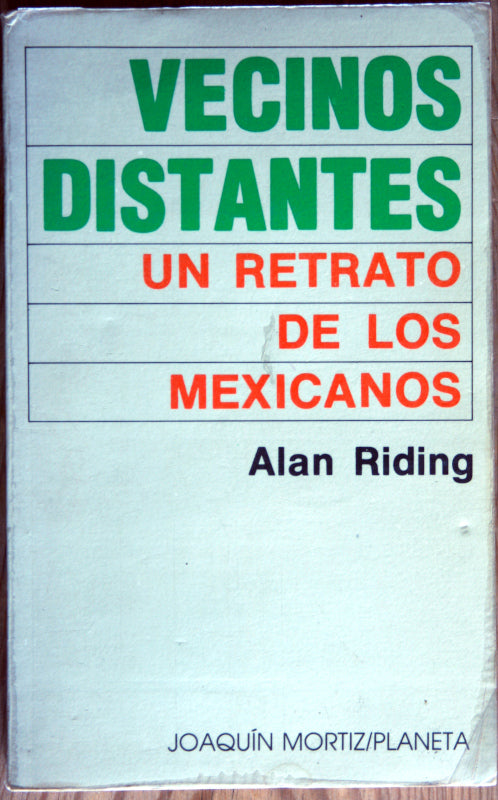 VECINOS
DISTANTES
UN RETRATO
DE LOS
MEXICANOS
Alan Riding
JOAQUÍN MORTIZ/PLANETA